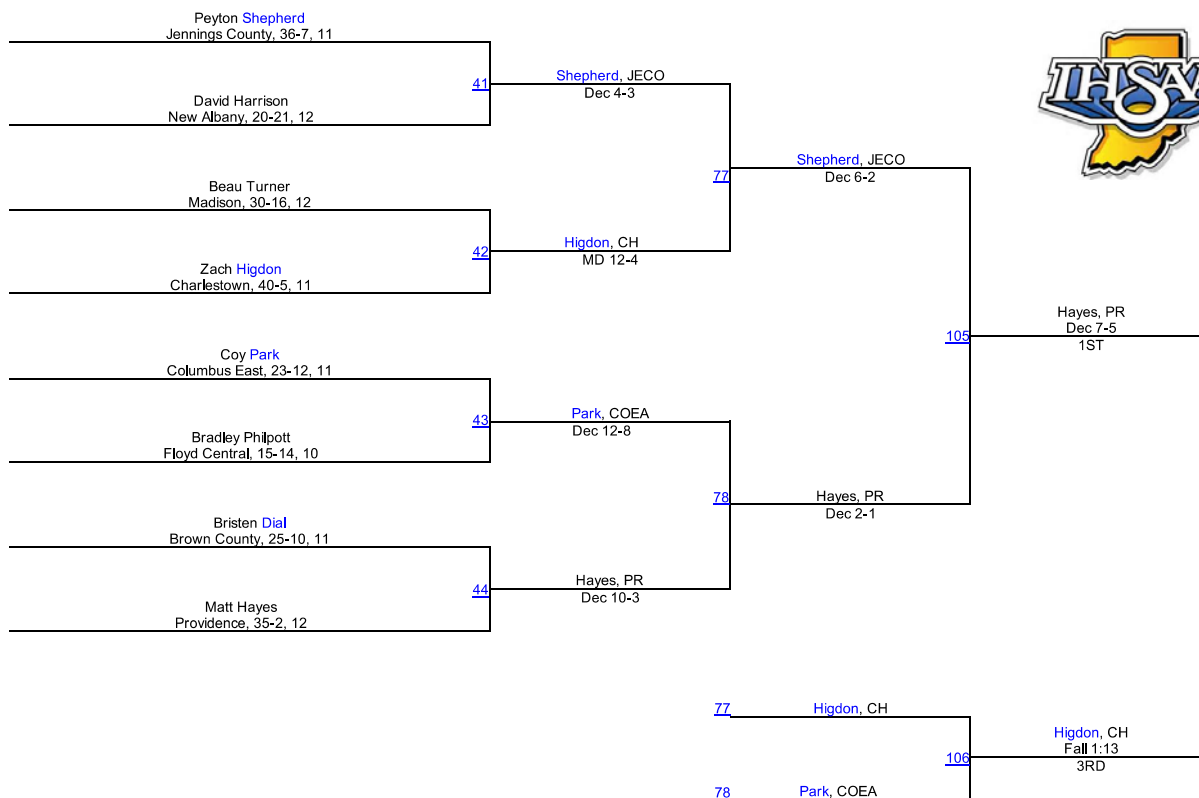 Peyton Shepherd
Jennings County, 36-7, 11
41
Shepherd, JECO
Dec 4-3
David Harrison
New Albany, 20-21, 12
77
Shepherd, JECO
Dec 6-2
Beau Turner
Madison, 30-16, 12
42
Higdon, CH
MD 12-4
Zach Higdon
Charlestown, 40-5, 11
105
Hayes, PR
Dec 7-5
1ST
Coy Park
Columbus East, 23-12, 11
43
Park, COEA
Dec 12-8
Bradley Philpott
Floyd Central, 15-14, 10
78
Hayes, PR
Dec 2-1
Bristen Dial
Brown County, 25-10, 11
44
Hayes, PR
Dec 10-3
Matt Hayes
Providence, 35-2, 12
77
Higdon, CH
106
Higdon, CH
Fall 1:13
3RD
78
Park, COEA
IHSAA